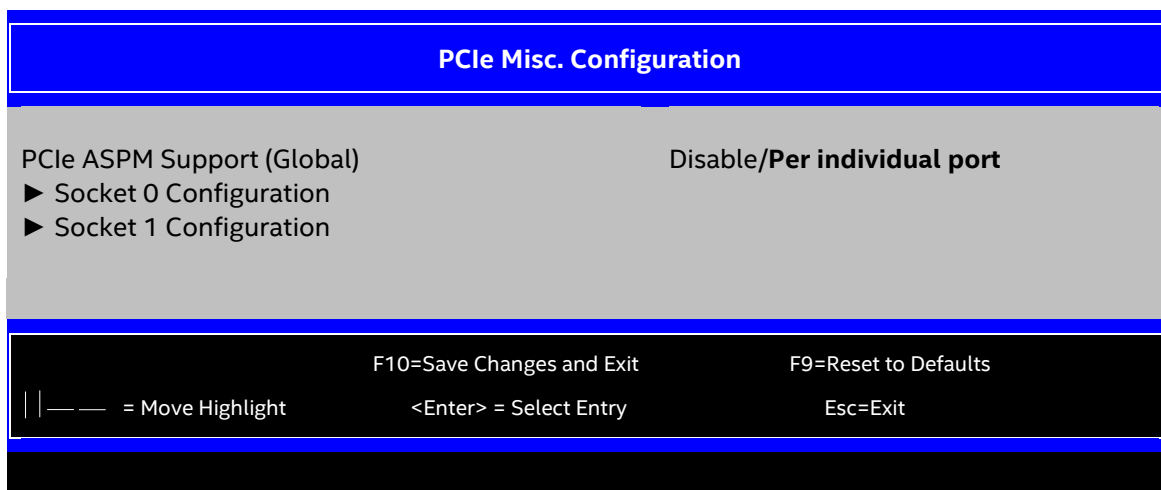 PCIe Misc. Configuration
PCIe ASPM Support (Global) Disable/Per individual port
► Socket 0 Configuration
► Socket 1 Configuration
F10=Save Changes and Exit F9=Reset to Defaults
= Move Highlight <Enter> = Select Entry Esc=Exit